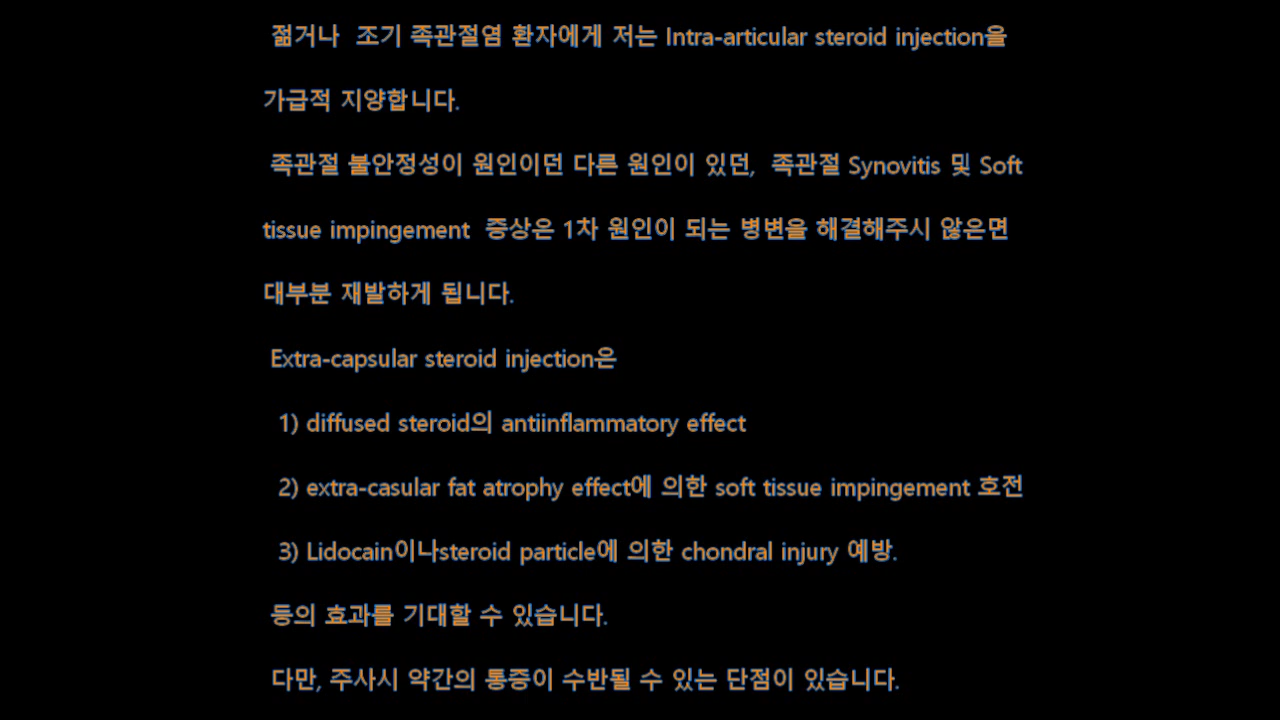 젊거나 조기 족관절염 환자에게 저는 Intra-articular steroid injection을
가급적 지양합니다.
족관절 불안정성이 원인이던 다른 원인이 있던, 족관절 Synovitis 및 Soft
tissue impingement 증상은 1차 원인이 되는 병변을 해결해주시 않은면
대부분 재발하게 됩니다.
Extra-capsular steroid injection은
1) diffused steroid의 antiinflammatory effect
2) extra-casular fat atrophy effect에 의한 soft tissue impingement 호전
3) Lidocain이나steroid particle에 의한 chondral injury 예방.
등의 효과를 기대할 수 있습니다.
다만, 주사시 약간의 통증이 수반될 수 있는 단점이 있습니다.